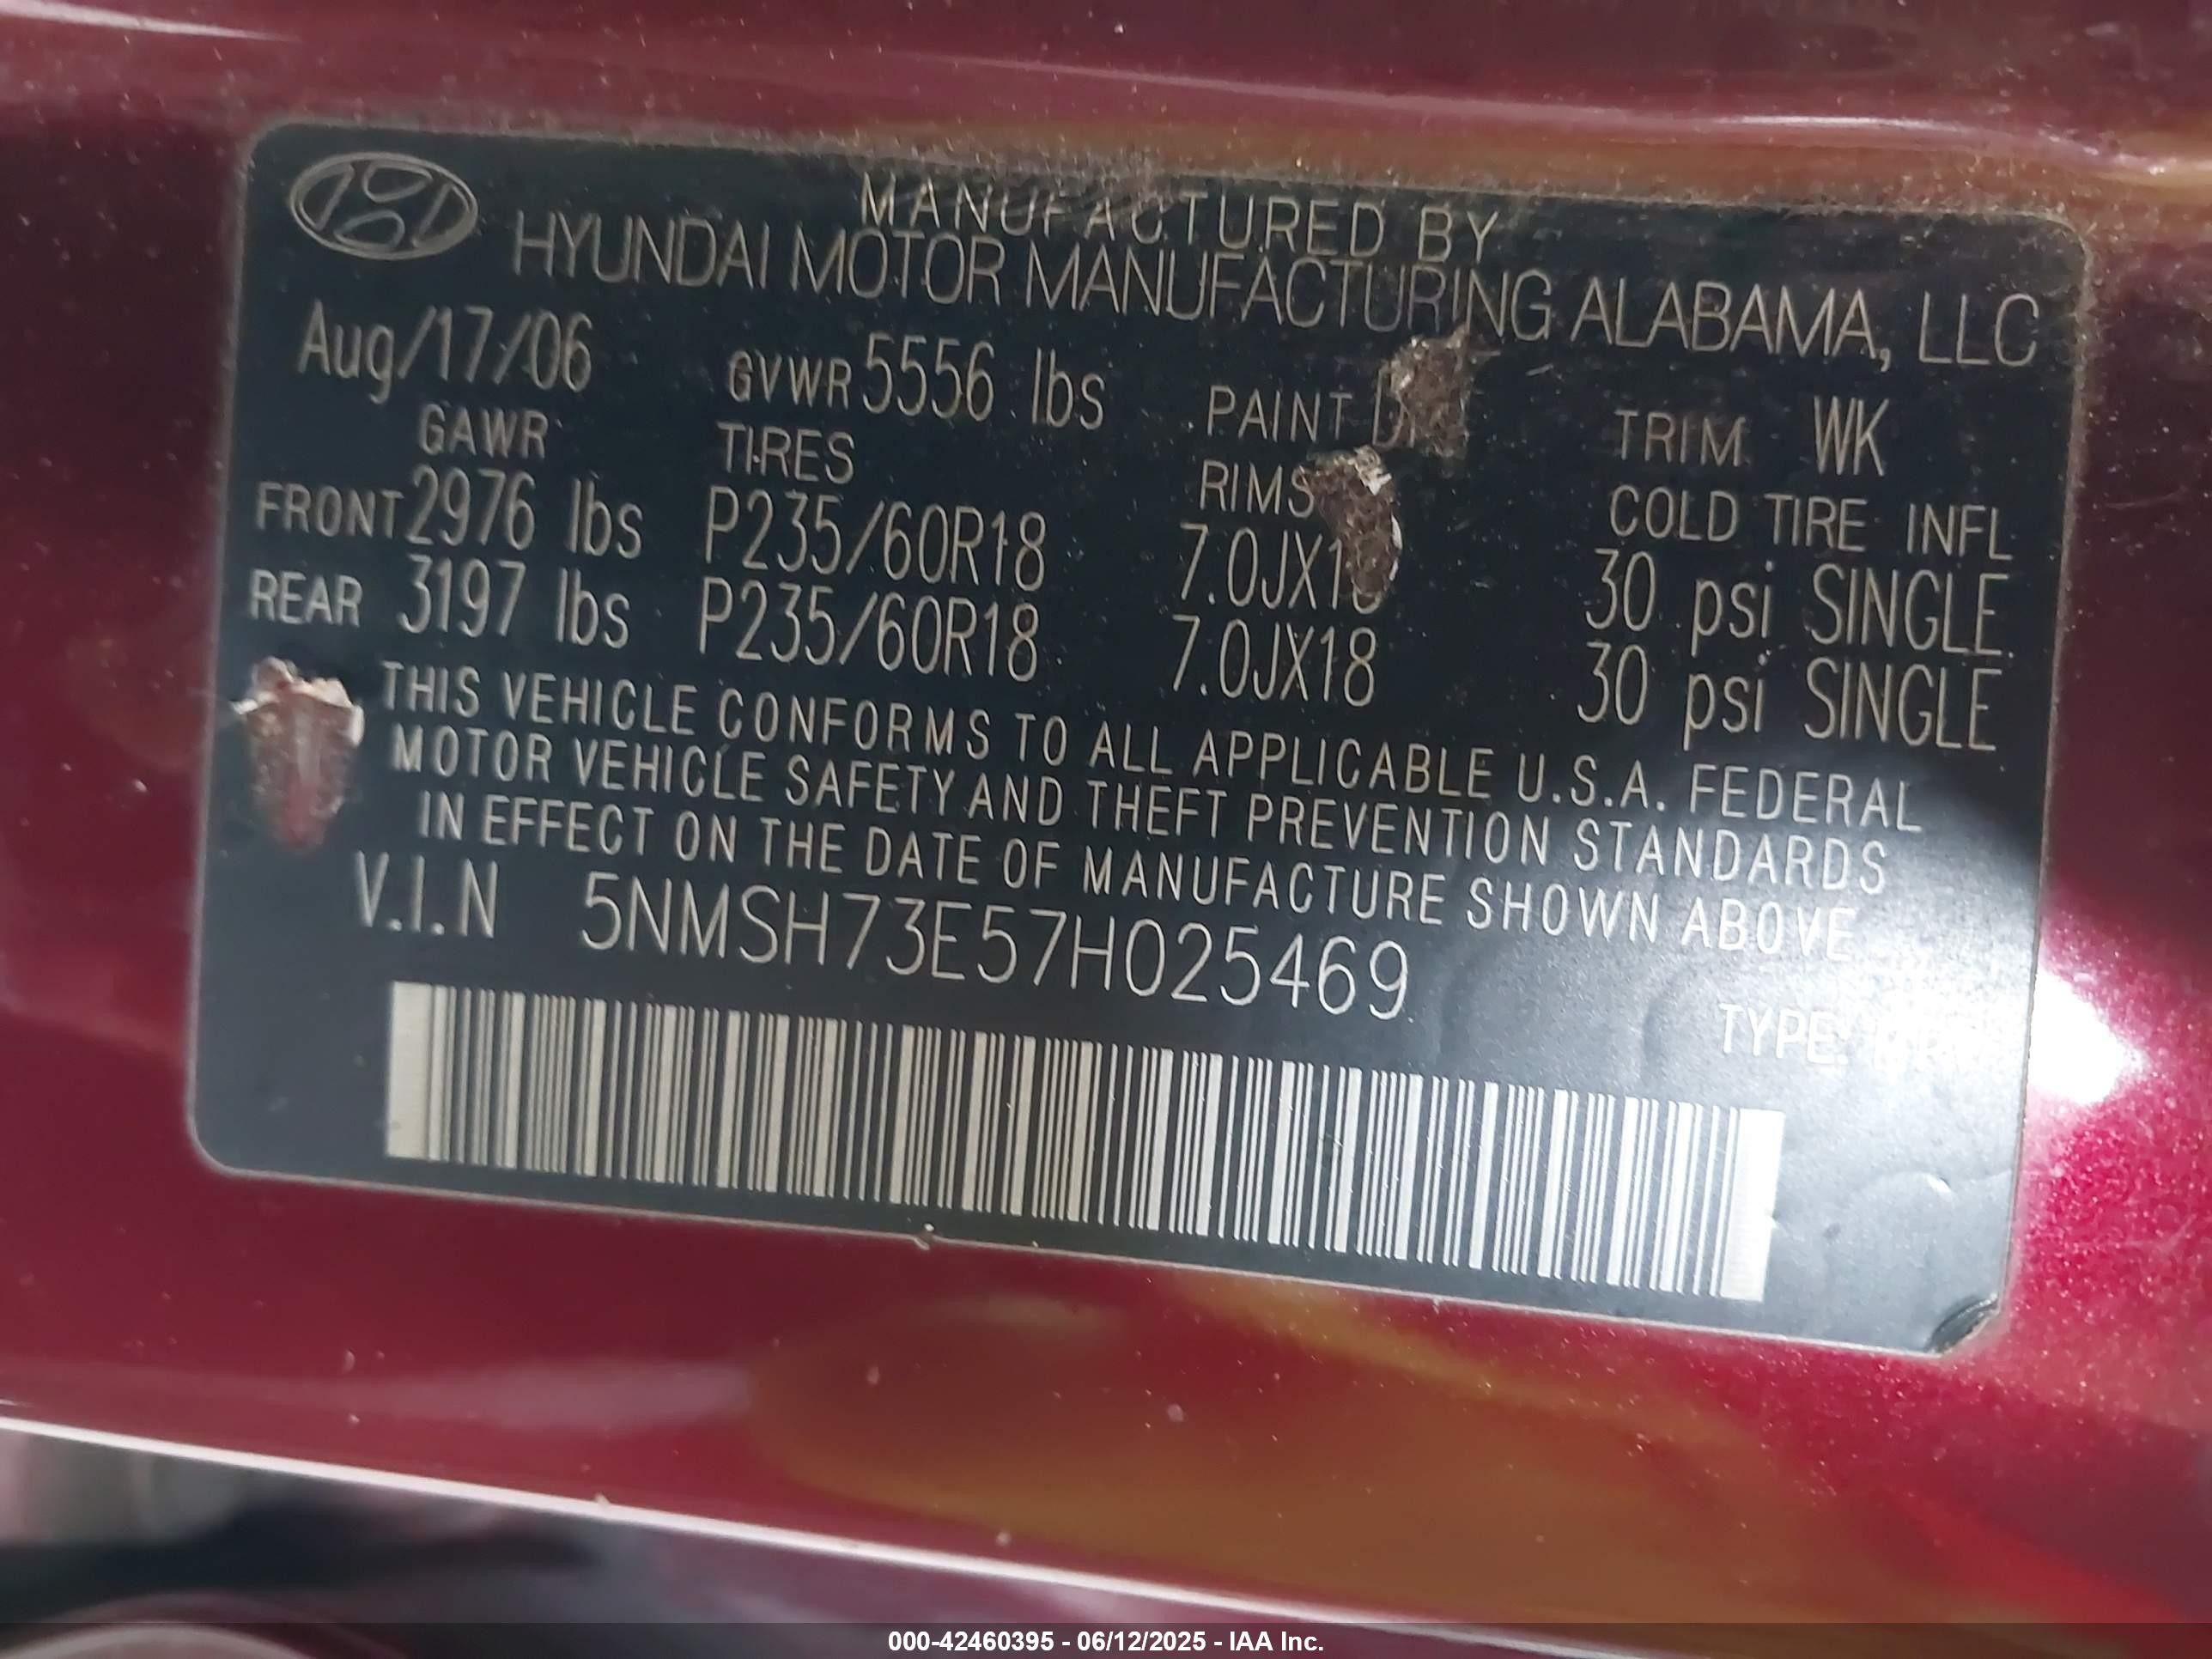 MANUFACTURED BY
HYUNDAI MOTOR MANUFACTURING ALABAMA, LLC
Aug/17/06 GVWR 5556 lbs PAINT TRIM WK
GAWR TIRES RIMS COLD TIRE INFL
FRONT 2976 lbs P235/60R18 7.0JX18 30 psi SINGLE
REAR 3197 lbs P235/60R18 7.0JX18 30 psi SINGLE
THIS VEHICLE CONFORMS TO ALL APPLICABLE U.S.A. FEDERAL
MOTOR VEHICLE SAFETY AND THEFT PREVENTION STANDARDS
IN EFFECT ON THE DATE OF MANUFACTURE SHOWN ABOVE
V.I.N 5NMSH73E57H025469
TYPE:
000-42460395 - 06/12/2025 - IAA Inc.